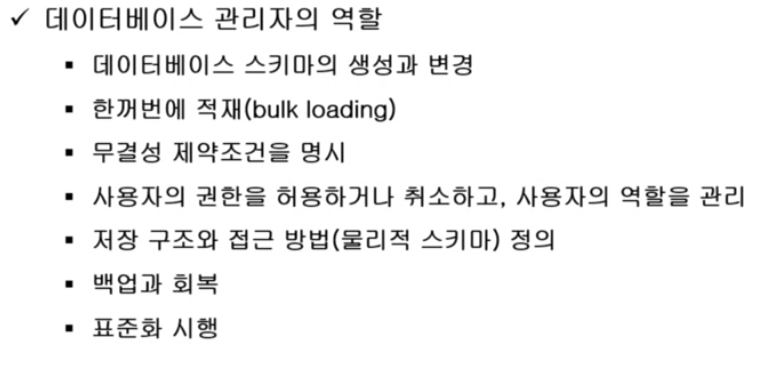 ✓ 데이터베이스 관리자의 역할
▪ 데이터베이스 스키마의 생성과 변경
▪ 한꺼번에 적재(bulk loading)
▪ 무결성 제약조건을 명시
▪ 사용자의 권한을 허용하거나 취소하고, 사용자의 역할을 관리
▪ 저장 구조와 접근 방법(물리적 스키마) 정의
▪ 백업과 회복
▪ 표준화 시행